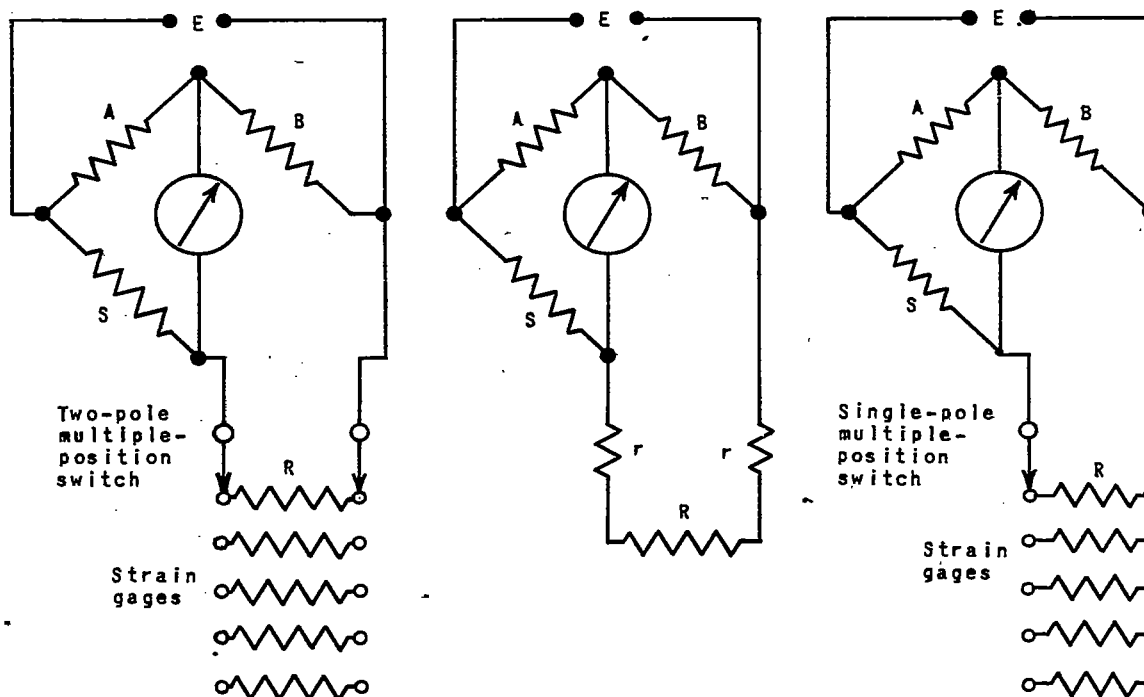 E
A
B
S
Two-pole
multiple-
position
switch
R
Strain
gages
E
A
B
S
r
r
R
E
A
B
S
Single-pole
multiple-
position
switch
R
Strain
gages